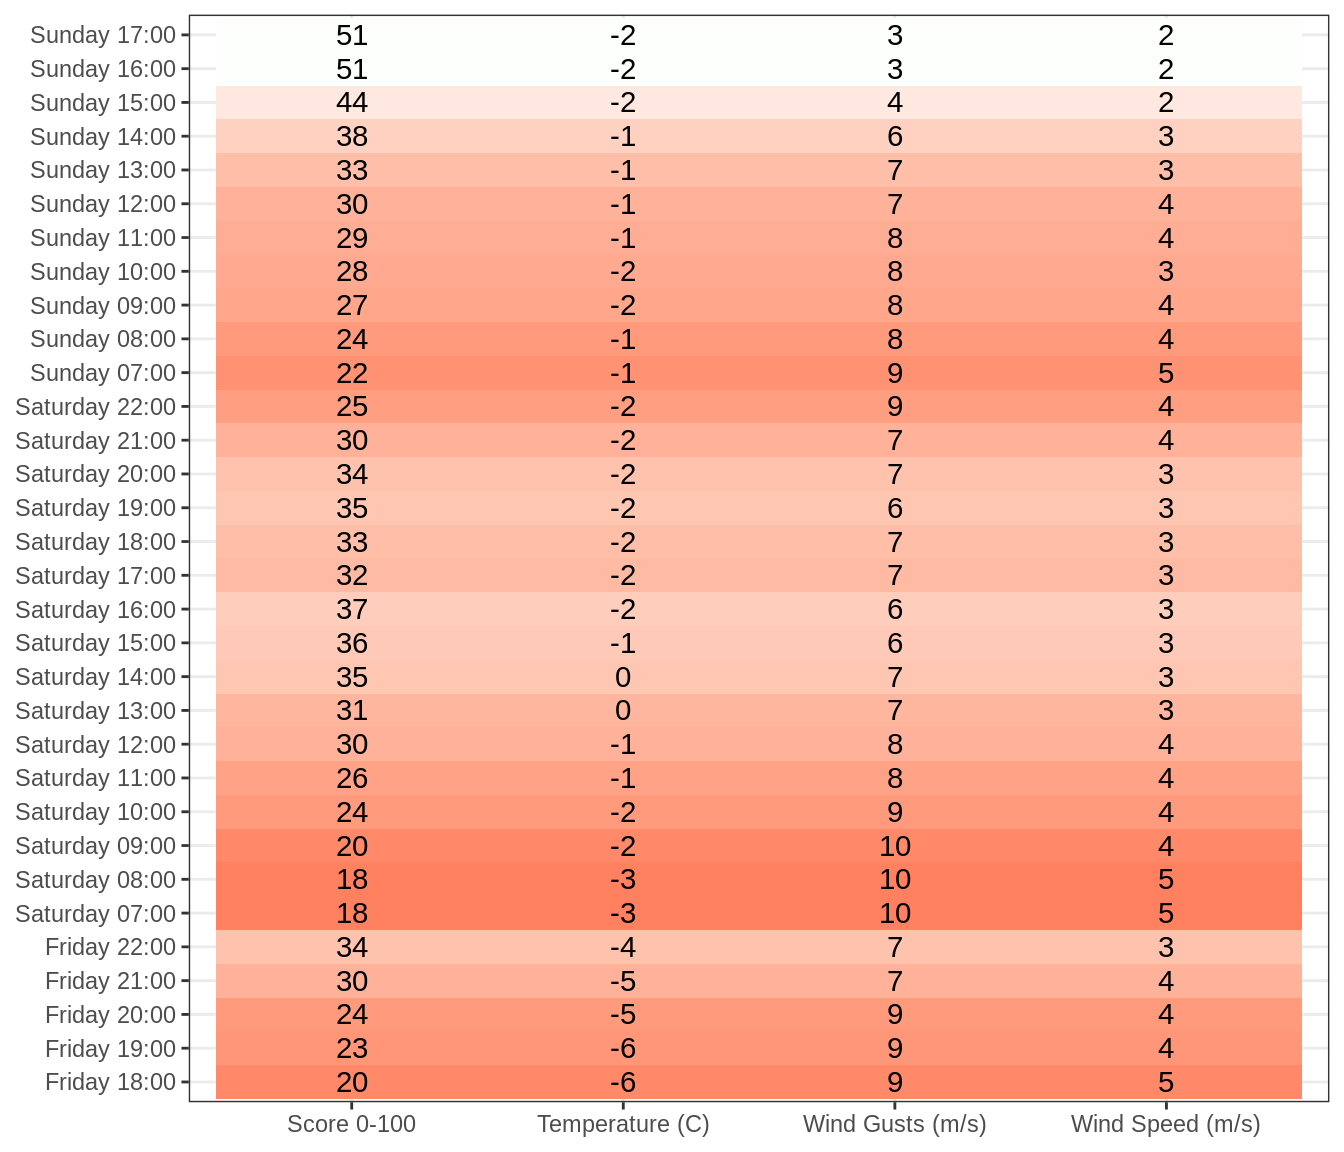 Sunday 17:00 51 -2 3 2
Sunday 16:00 51 -2 3 2
Sunday 15:00 44 -2 4 2
Sunday 14:00 38 -1 6 3
Sunday 13:00 33 -1 7 3
Sunday 12:00 30 -1 7 4
Sunday 11:00 29 -1 8 4
Sunday 10:00 28 -2 8 3
Sunday 09:00 27 -2 8 4
Sunday 08:00 24 -1 8 4
Sunday 07:00 22 -1 9 5
Saturday 22:00 25 -2 9 4
Saturday 21:00 30 -2 7 4
Saturday 20:00 34 -2 7 3
Saturday 19:00 35 -2 6 3
Saturday 18:00 33 -2 7 3
Saturday 17:00 32 -2 7 3
Saturday 16:00 37 -2 6 3
Saturday 15:00 36 -1 6 3
Saturday 14:00 35 0 7 3
Saturday 13:00 31 0 7 3
Saturday 12:00 30 -1 8 4
Saturday 11:00 26 -1 8 4
Saturday 10:00 24 -2 9 4
Saturday 09:00 20 -2 10 4
Saturday 08:00 18 -3 10 5
Saturday 07:00 18 -3 10 5
Friday 22:00 34 -4 7 3
Friday 21:00 30 -5 7 4
Friday 20:00 24 -5 9 4
Friday 19:00 23 -6 9 4
Friday 18:00 20 -6 9 5
Score 0-100 Temperature (C) Wind Gusts (m/s) Wind Speed (m/s)